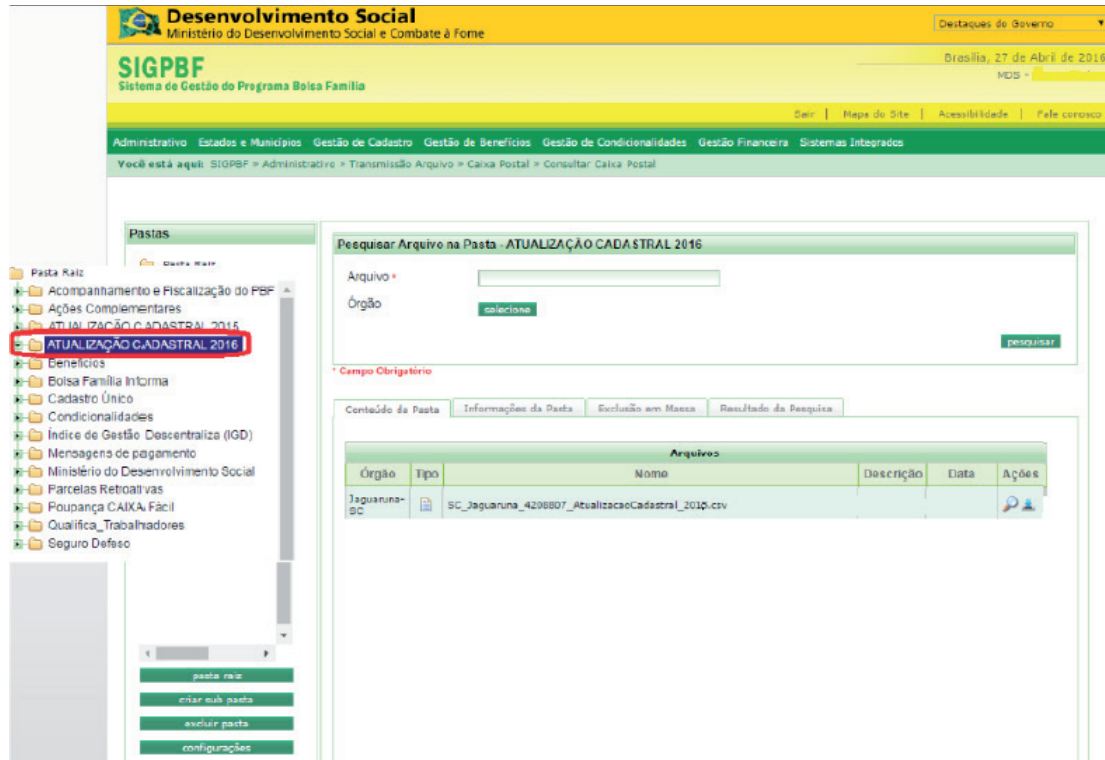 Desenvolvimento Social
Ministério do Desenvolvimento Social e Combate à Fome
Destaques do Governo
SIGPBF
Sistema de Gestão do Programa Bolsa Família
Brasília, 27 de Abril de 2016
MDS -
Sair | Mapa do Site | Acessibilidade | Fale conosco
Administrativo Estados e Municípios Gestão de Cadastro Gestão de Benefícios Gestão de Condicionalidades Gestão Financeira Sistemas Integrados
Você está aqui: SIGPBF » Administrativo » Transmissão Arquivo » Caixa Postal » Consultar Caixa Postal
Pastas
Pasta Raiz
Pasta Raiz
Acompanhamento e Fiscalização do PBF
Ações Complementares
ATUALIZAÇÃO CADASTRAL 2015
ATUALIZAÇÃO CADASTRAL 2016
Benefícios
Bolsa Família Informa
Cadastro Único
Condicionalidades
Índice de Gestão Descentraliza (IGD)
Mensagens de pagamento
Ministério do Desenvolvimento Social
Parcelas Retroativas
Poupança CAIXA Fácil
Qualifica_Trabalhadores
Seguro Defeso
pasta raiz
criar sub pasta
excluir pasta
configurações
Pesquisar Arquivo na Pasta - ATUALIZAÇÃO CADASTRAL 2016
Arquivo *
Órgão selecione
pesquisar
* Campo Obrigatório
Conteúdo da Pasta Informações da Pasta Exclusão em Massa Resultado da Pesquisa
Arquivos
Órgão Tipo Nome Descrição Data Ações
Jaguaruna-
SC SC_Jaguaruna_4208807_AtualizacaoCadastral_2016.csv